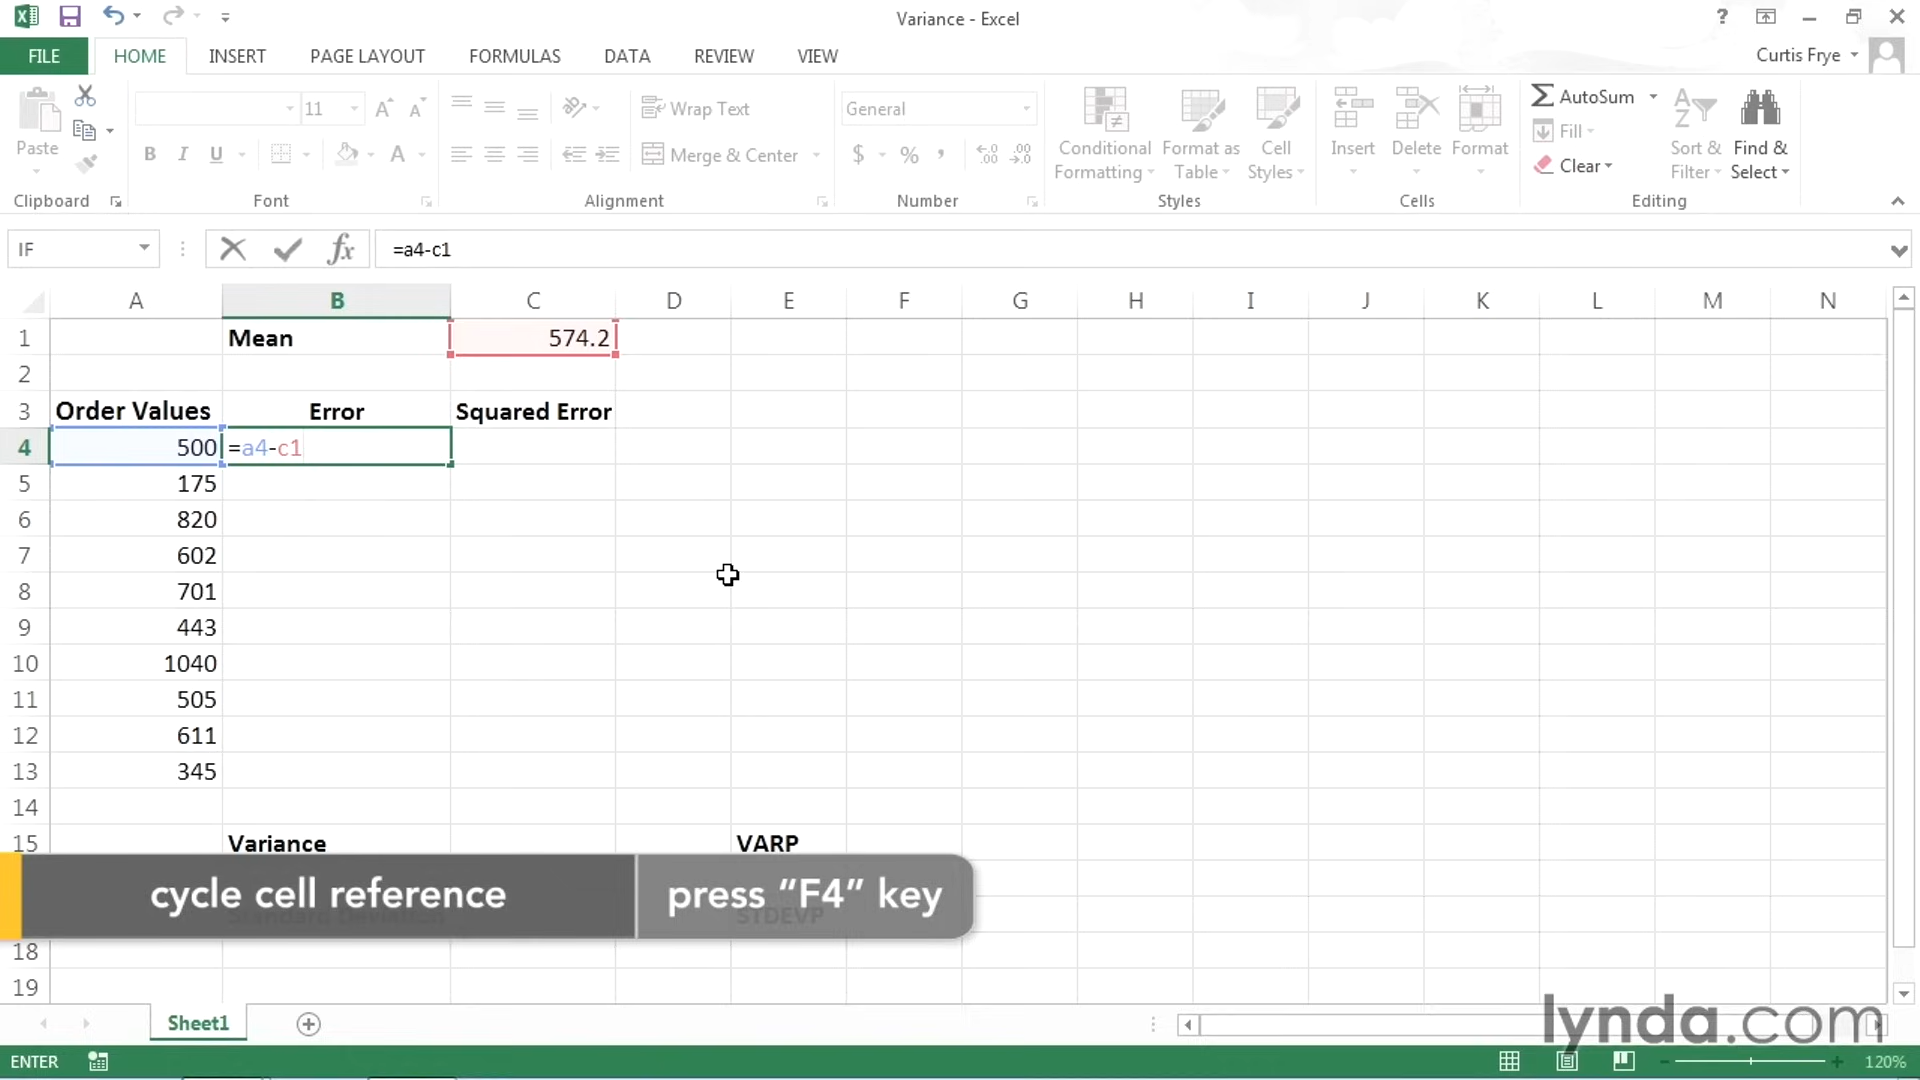 Variance - Excel
?
FILE HOME INSERT PAGE LAYOUT FORMULAS DATA REVIEW VIEW
Curtis Frye
Paste
11
A A
B I U A
Wrap Text
Merge & Center
General
$ % ,
Conditional Formatting
Format as Table
Cell Styles
Insert Delete Format
AutoSum
Fill
Clear
Sort & Filter
Find & Select
Clipboard Font Alignment Number Styles Cells Editing
IF fx =a4-c1
A B C D E F G H I J K L M N
1 Mean 574.2
2
3 Order Values Error Squared Error
4 500 =a4-c1
5 175
6 820
7 602
8 701
9 443
10 1040
11 505
12 611
13 345
14
15 Variance VARP
cycle cell reference press “F4” key
Standard Deviation STDEVP
18
19
Sheet1
lynda.com
ENTER 120%